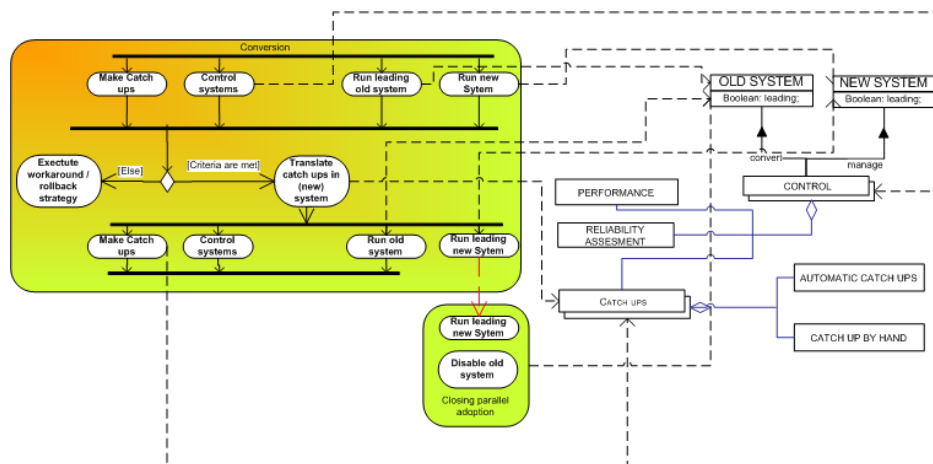 Conversion
Make Catch
ups
Control
systems
Run leading
old system
Run new
Sytem
OLD SYSTEM
Boolean: leading;
NEW SYSTEM
Boolean: leading;
convert
manage
CONTROL
Exectute
workaround /
rollback
strategy
[Else]
[Criteria are met]
Translate
catch ups in
(new)
system
PERFORMANCE
RELIABILITY
ASSESMENT
Make Catch
ups
Control
systems
Run old
system
Run leading
new Sytem
AUTOMATIC CATCH UPS
CATCH UPS
CATCH UP BY HAND
Run leading
new Sytem
Disable old
system
Closing parallel
adoption